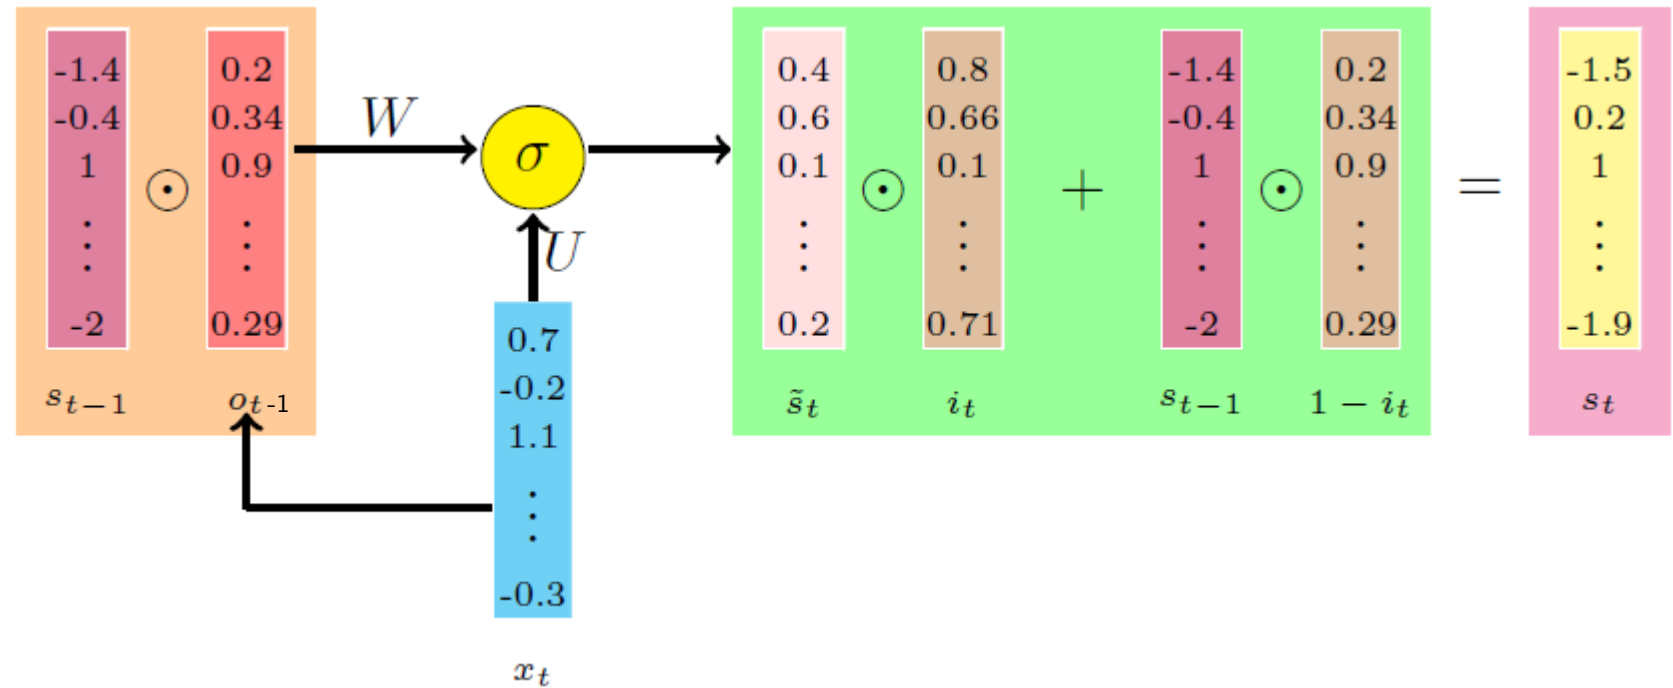 -1.4 0.2 0.4 0.8 -1.4 0.2 -1.5
-0.4 0.34 W 0.6 0.66 -0.4 0.34 0.2
1 ⊙ 0.9 σ 0.1 ⊙ 0.1 + 1 ⊙ 0.9 = 1
⋮ ⋮ U ⋮ ⋮ ⋮ ⋮ ⋮
-2 0.29 0.2 0.71 -2 0.29 -1.9
s_{t−1} o_{t-1} s̃_t i_t s_{t−1} 1 − i_t s_t
0.7
-0.2
1.1
⋮
-0.3
x_t